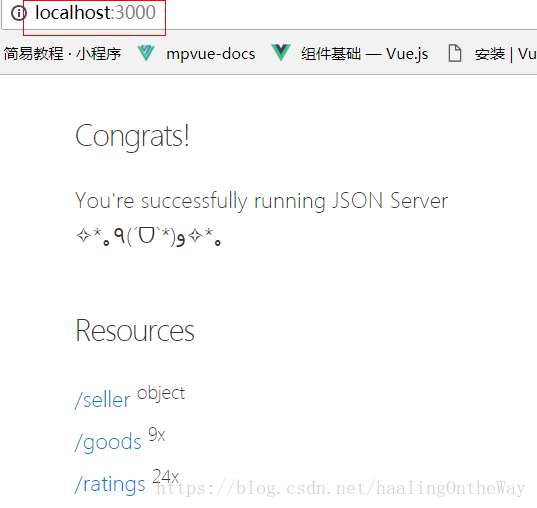 localhost:3000
简易教程 · 小程序 mpvue-docs 组件基础 — Vue.js 安装 | Vu
Congrats!
You're successfully running JSON Server
✧*｡٩(ˊᗜˋ*)و✧*｡
Resources
/seller object
/goods 9x
/ratings 24x
https://blog.csdn.net/haalingOntheWay